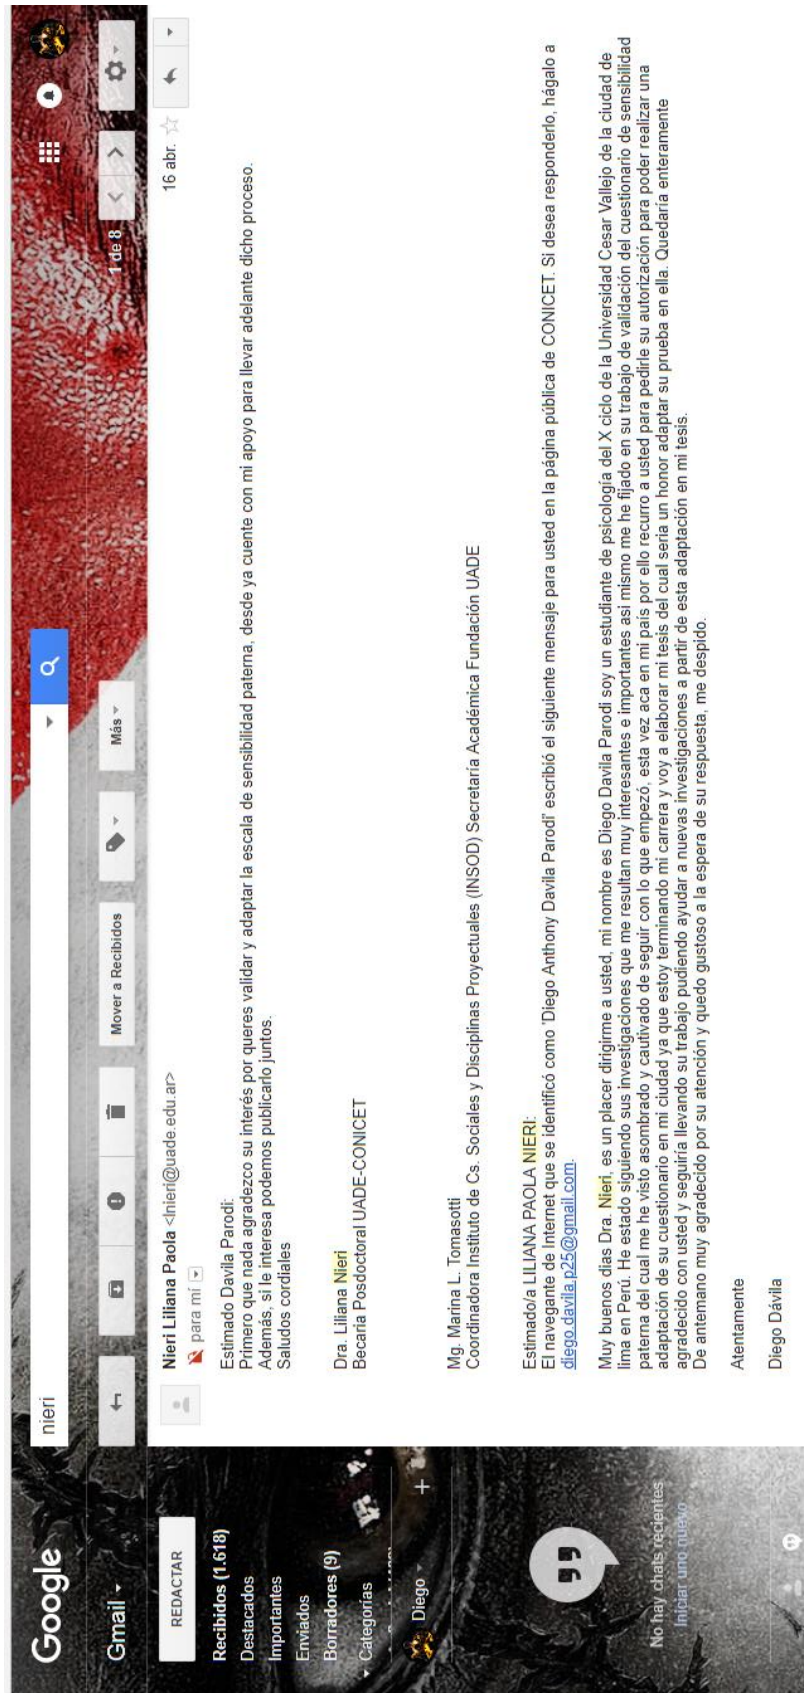 Google
nieri
Gmail
Mover a Recibidos
Más
1 de 8
REDACTAR
Recibidos (1.618)
Destacados
Importantes
Enviados
Borradores (9)
Categorías
Diego
No hay chats recientes
Iniciar uno nuevo
Nieri Liliana Paola <lnieri@uade.edu.ar>
16 abr.
para mí
Estimado Davila Parodi:
Primero que nada agradezco su interés por queres validar y adaptar la escala de sensibilidad paterna, desde ya cuente con mi apoyo para llevar adelante dicho proceso.
Además, si le interesa podemos publicarlo juntos.
Saludos cordiales
Dra. Liliana Nieri
Becaria Posdoctoral UADE-CONICET
Mg. Marina L. Tomasotti
Coordinadora Instituto de Cs. Sociales y Disciplinas Proyectuales (INSOD) Secretaría Académica Fundación UADE
Estimado/a LILIANA PAOLA NIERI:
El navegante de Internet que se identificó como 'Diego Anthony Davila Parodi' escribió el siguiente mensaje para usted en la página pública de CONICET. Si desea responderlo, hágalo a
diego.davila.p25@gmail.com.
Muy buenos dias Dra. Nieri, es un placer dirigirme a usted, mi nombre es Diego Davila Parodi soy un estudiante de psicología del X ciclo de la Universidad Cesar Vallejo de la ciudad de
lima en Perú. He estado siguiendo sus investigaciones que me resultan muy interesantes e importantes asi mismo me he fijado en su trabajo de validación del cuestionario de sensibilidad
paterna del cual me he visto asombrado y cautivado de seguir con lo que empezó, esta vez aca en mi país por ello recurro a usted para pedirle su autorización para poder realizar una
adaptación de su cuestionario en mi ciudad ya que estoy terminando mi carrera y voy a elaborar mi tesis del cual seria un honor adaptar su prueba en ella. Quedaría enteramente
agradecido con usted y seguiría llevando su trabajo pudiendo ayudar a nuevas investigaciones a partir de esta adaptación en mi tesis.
De antemano muy agradecido por su atención y quedo gustoso a la espera de su respuesta, me despido.
Atentamente
Diego Dávila